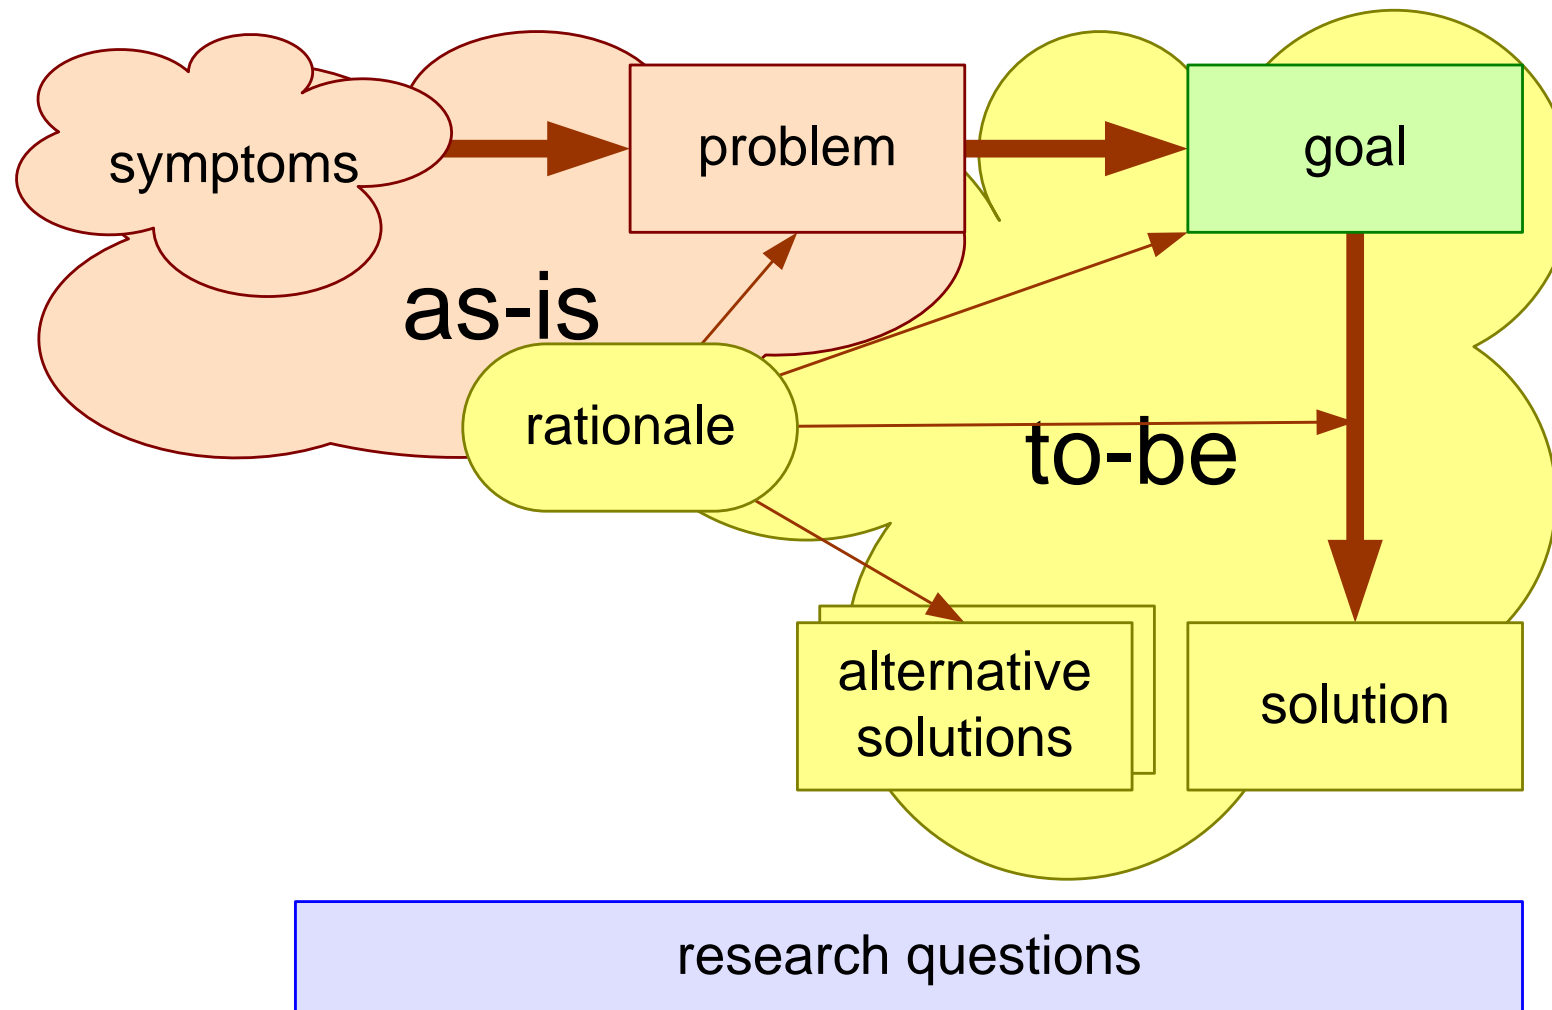 symptoms
problem
goal
as-is
rationale
to-be
alternative
solutions
solution
research questions